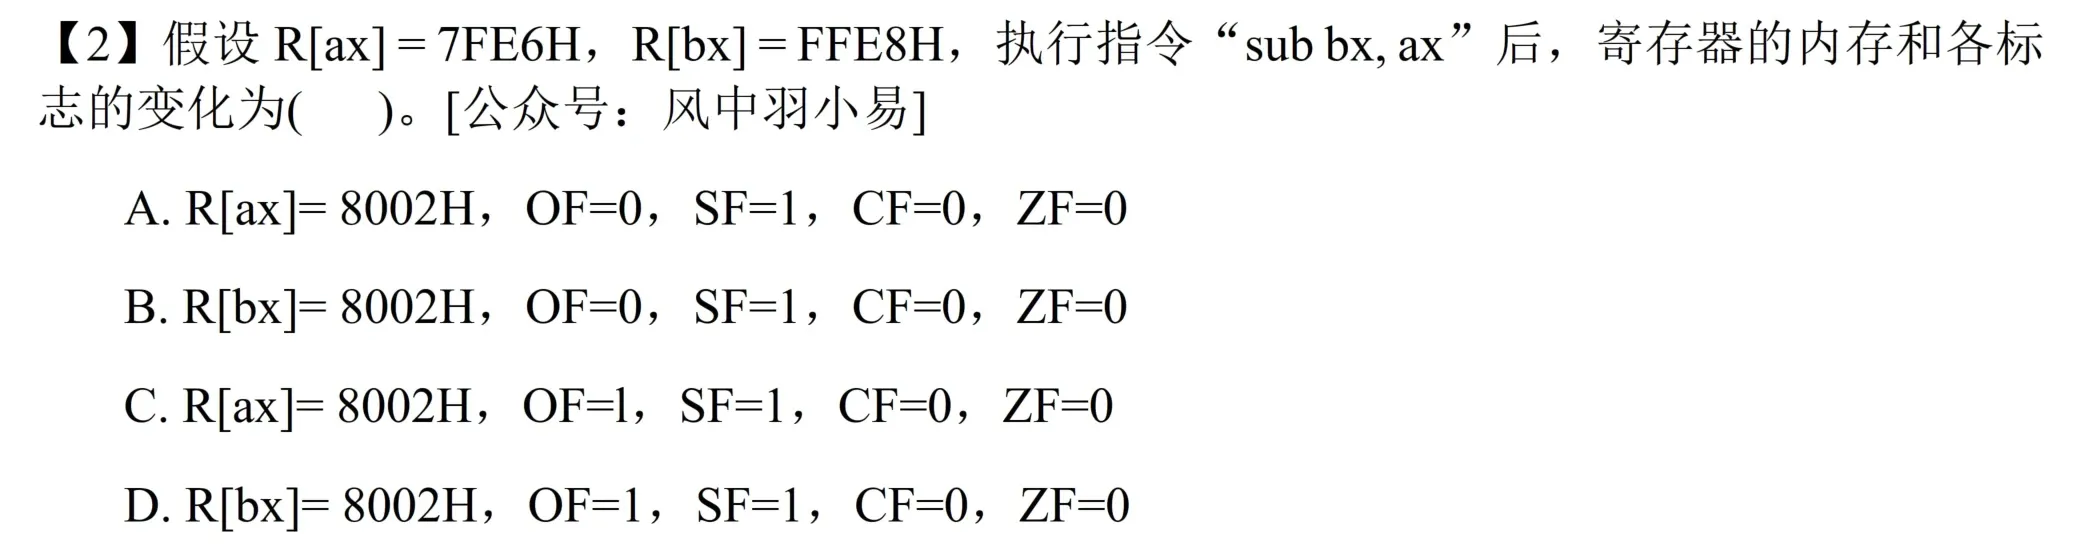 【2】假设 R[ax] = 7FE6H，R[bx] = FFE8H，执行指令“sub bx, ax”后，寄存器的内存和各标
志的变化为(    )。[公众号：风中羽小易]
A. R[ax]= 8002H，OF=0，SF=1，CF=0，ZF=0
B. R[bx]= 8002H，OF=0，SF=1，CF=0，ZF=0
C. R[ax]= 8002H，OF=l，SF=1，CF=0，ZF=0
D. R[bx]= 8002H，OF=1，SF=1，CF=0，ZF=0